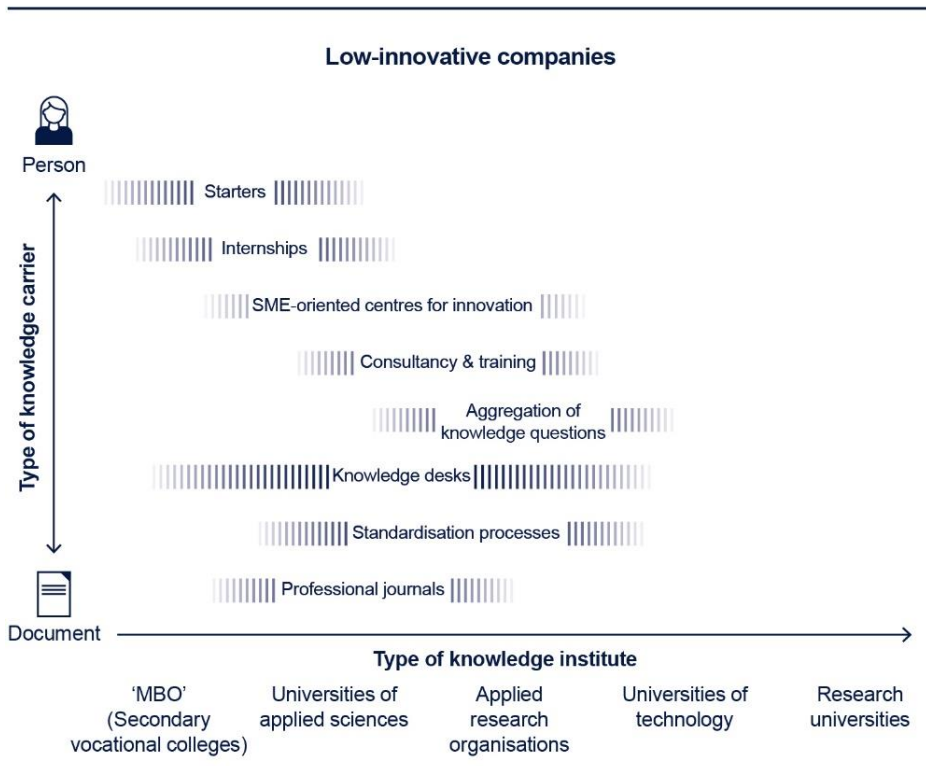 Low-innovative companies
Person
Type of knowledge carrier
Starters
Internships
SME-oriented centres for innovation
Consultancy & training
Aggregation of
knowledge questions
Knowledge desks
Standardisation processes
Professional journals
Document
Type of knowledge institute
‘MBO’
(Secondary
vocational colleges)
Universities of
applied sciences
Applied
research
organisations
Universities of
technology
Research
universities